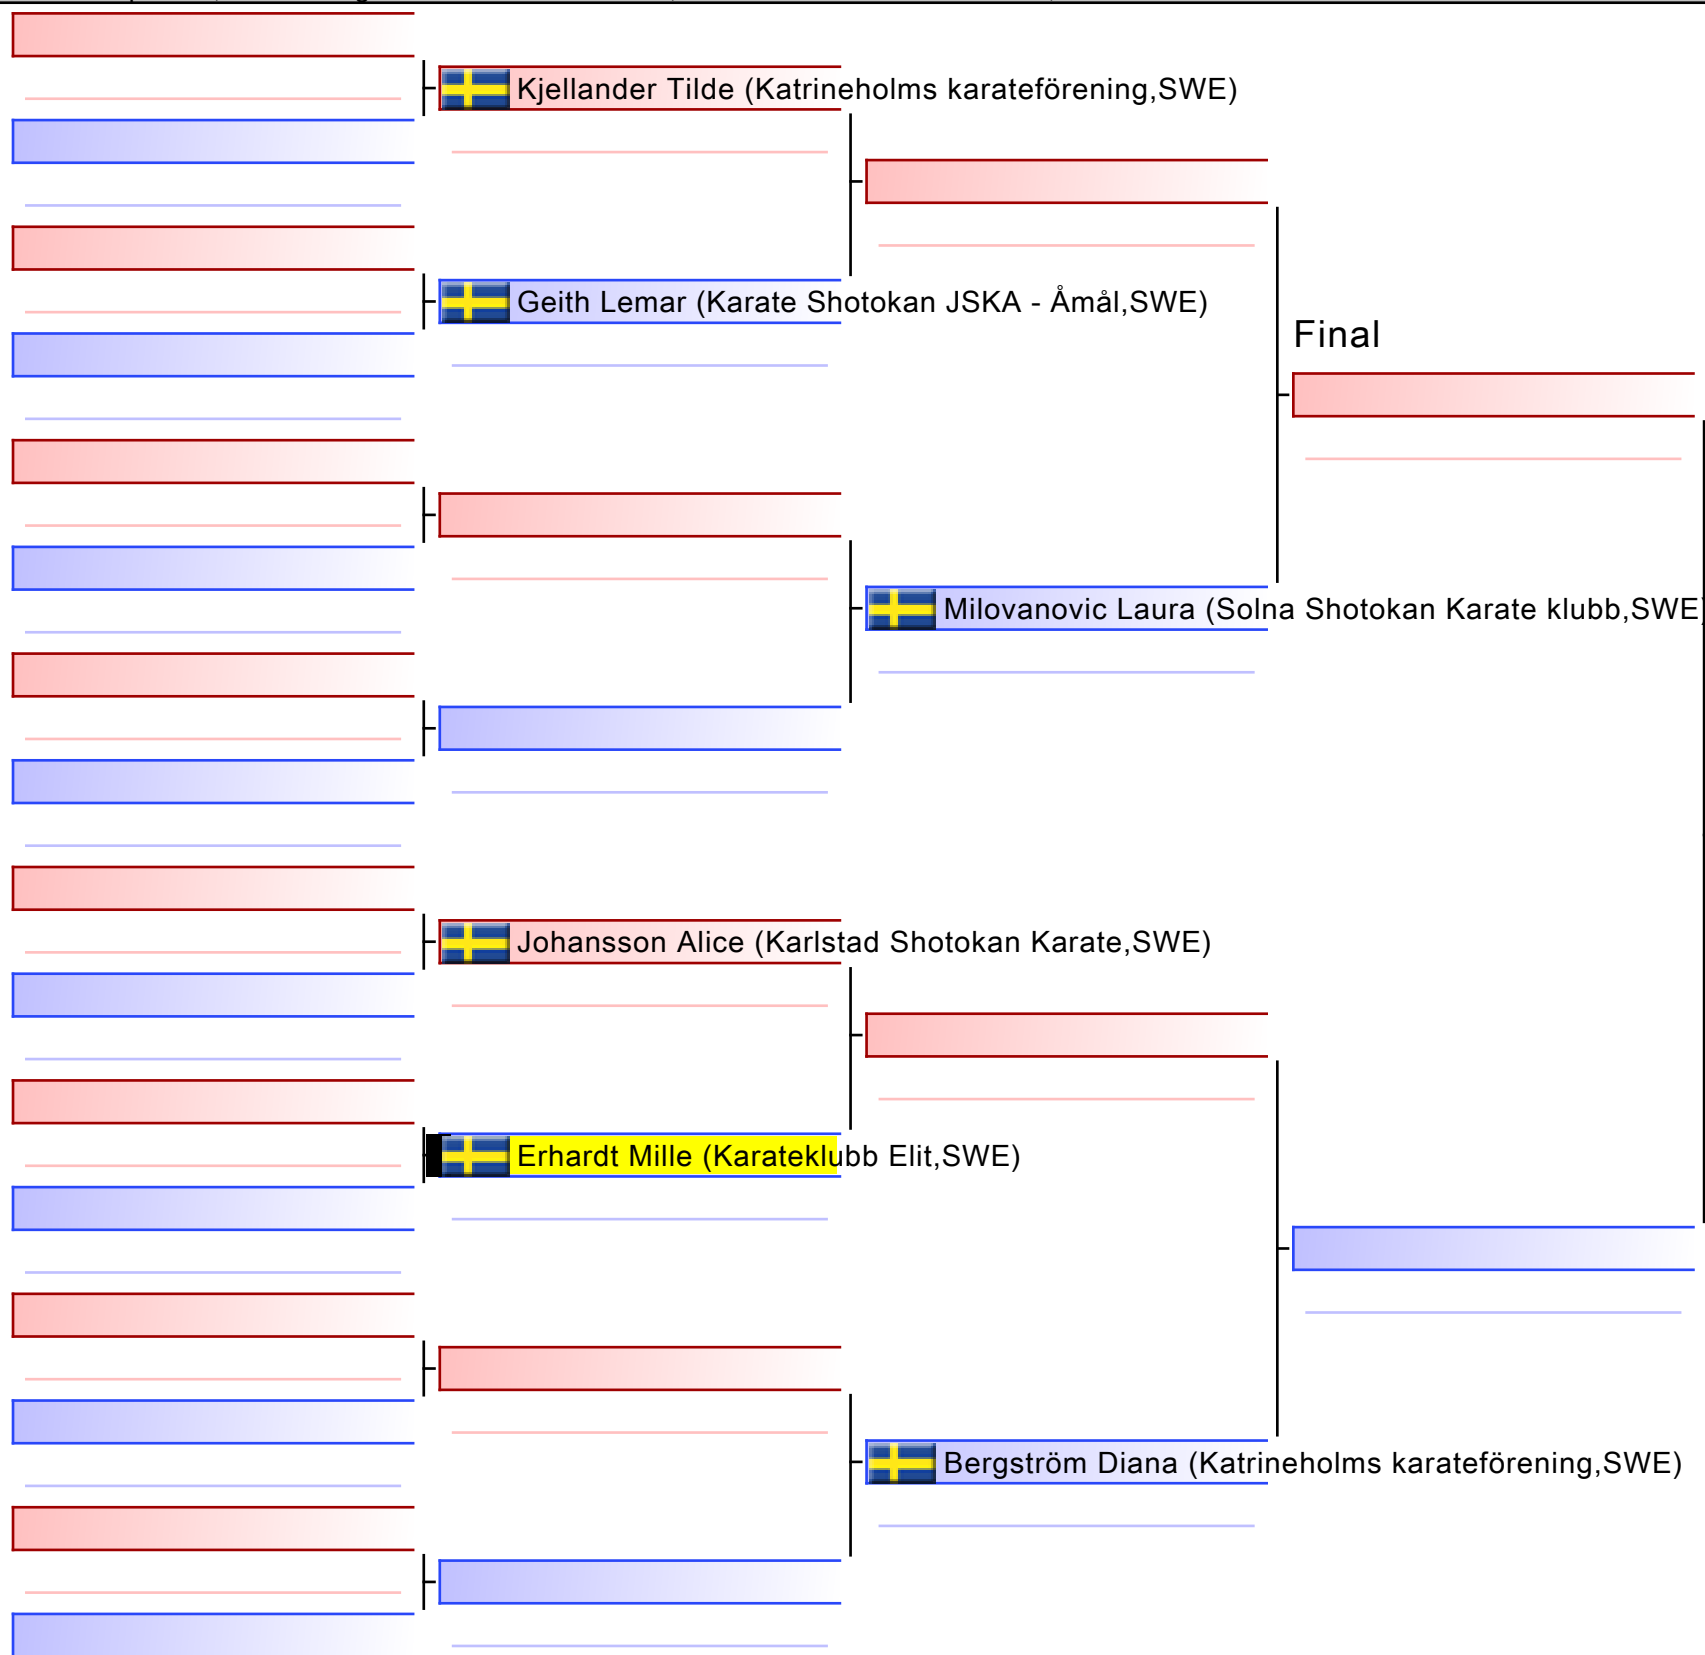 Kjellander Tilde (Katrineholms karateförening,SWE)
Geith Lemar (Karate Shotokan JSKA - Åmål,SWE)
Final
Milovanovic Laura (Solna Shotokan Karate klubb,SWE)
Johansson Alice (Karlstad Shotokan Karate,SWE)
Erhardt Mille (Karateklubb Elit,SWE)
Bergström Diana (Katrineholms karateförening,SWE)